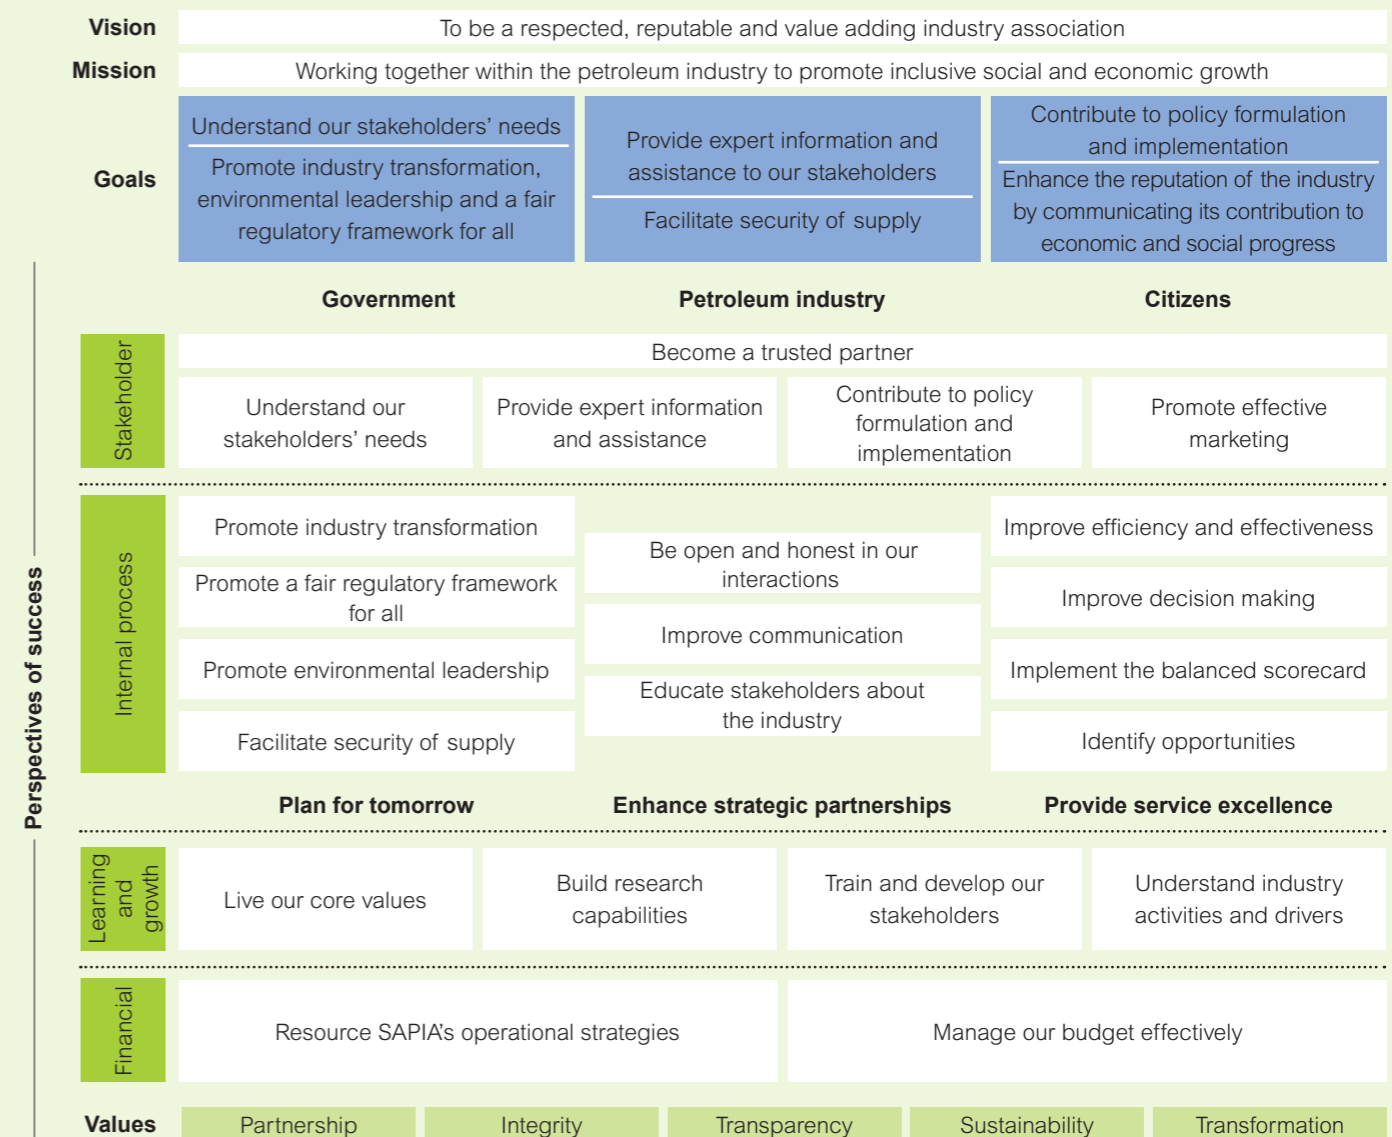 Vision
To be a respected, reputable and value adding industry association
Mission
Working together within the petroleum industry to promote inclusive social and economic growth
Goals
Understand our stakeholders’ needs
Promote industry transformation,
environmental leadership and a fair
regulatory framework for all
Provide expert information and
assistance to our stakeholders
Facilitate security of supply
Contribute to policy formulation
and implementation
Enhance the reputation of the industry
by communicating its contribution to
economic and social progress
Perspectives of success
Government
Petroleum industry
Citizens
Stakeholder
Become a trusted partner
Understand our
stakeholders’ needs
Provide expert information
and assistance
Contribute to policy
formulation and
implementation
Promote effective
marketing
Internal process
Promote industry transformation
Promote a fair regulatory framework
for all
Promote environmental leadership
Facilitate security of supply
Be open and honest in our
interactions
Improve communication
Educate stakeholders about
the industry
Improve efficiency and effectiveness
Improve decision making
Implement the balanced scorecard
Identify opportunities
Plan for tomorrow
Enhance strategic partnerships
Provide service excellence
Learning
and
growth
Live our core values
Build research
capabilities
Train and develop our
stakeholders
Understand industry
activities and drivers
Financial
Resource SAPIA’s operational strategies
Manage our budget effectively
Values
Partnership
Integrity
Transparency
Sustainability
Transformation